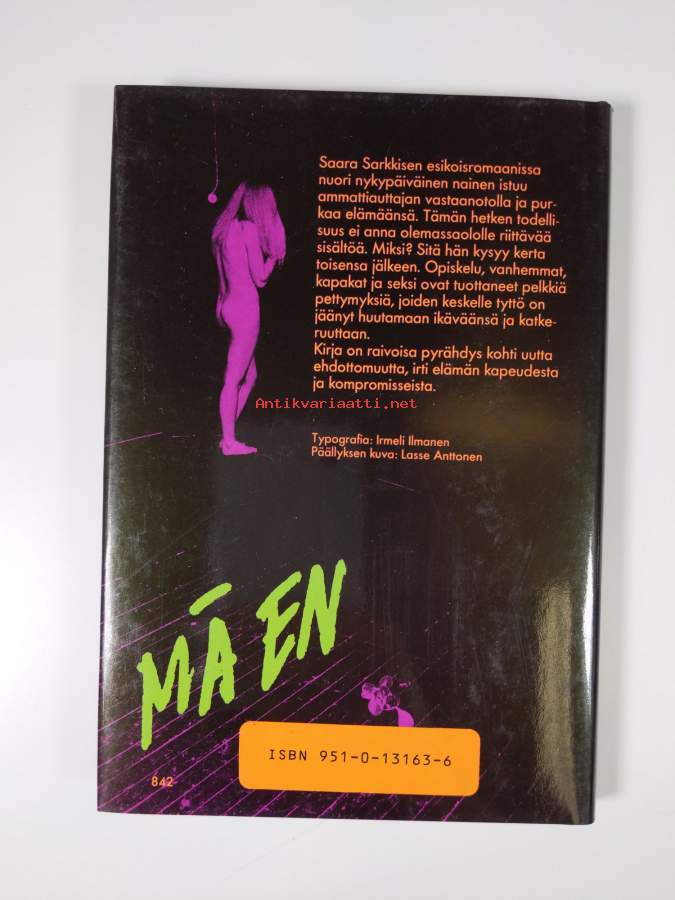 Saara Sarkkisen esikoisromaanissa
nuori nykypäiväinen nainen istuu
ammattiauttajan vastaanotolla ja pur-
kaa elämäänsä. Tämän hetken todelli-
suus ei anna olemassaololle riittävää
sisältöä. Miksi? Sitä hän kysyy kerta
toisensa jälkeen. Opiskelu, vanhemmat,
kapakat ja seksi ovat tuottaneet pelkkiä
pettymyksiä, joiden keskelle tyttö on
jäänyt huutamaan ikäväänsä ja katke-
ruuttaan.
Kirja on raivoisa pyrähdys kohti uutta
ehdottomuutta, irti elämän kapeudesta
ja kompromisseista.
Antikvariaatti.net
Typografia: Irmeli Ilmanen
Päällyksen kuva: Lasse Anttonen
MÄ EN
ISBN 951-0-13163-6
842